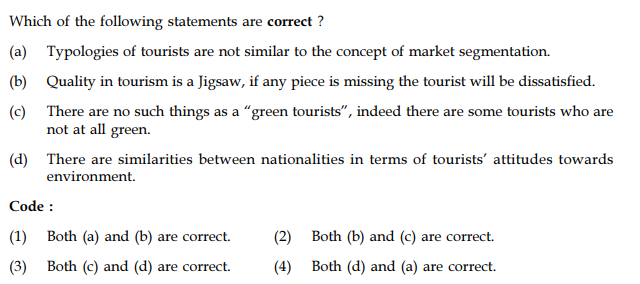 Which of the following statements are correct ?
(a) Typologies of tourists are not similar to the concept of market segmentation.
(b) Quality in tourism is a Jigsaw, if any piece is missing the tourist will be dissatisfied.
(c) There are no such things as a “green tourists”, indeed there are some tourists who are
not at all green.
(d) There are similarities between nationalities in terms of tourists’ attitudes towards
environment.
Code :
(1) Both (a) and (b) are correct. (2) Both (b) and (c) are correct.
(3) Both (c) and (d) are correct. (4) Both (d) and (a) are correct.